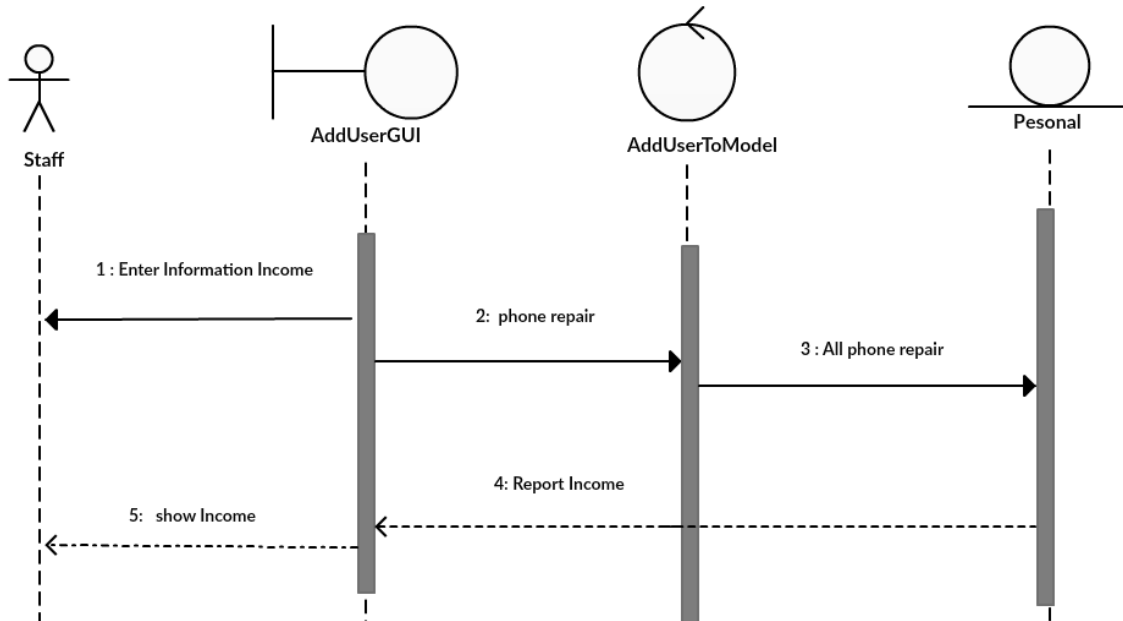 Staff
AddUserGUI
AddUserToModel
Pesonal
1 : Enter Information Income
2: phone repair
3 : All phone repair
4: Report Income
5: show Income